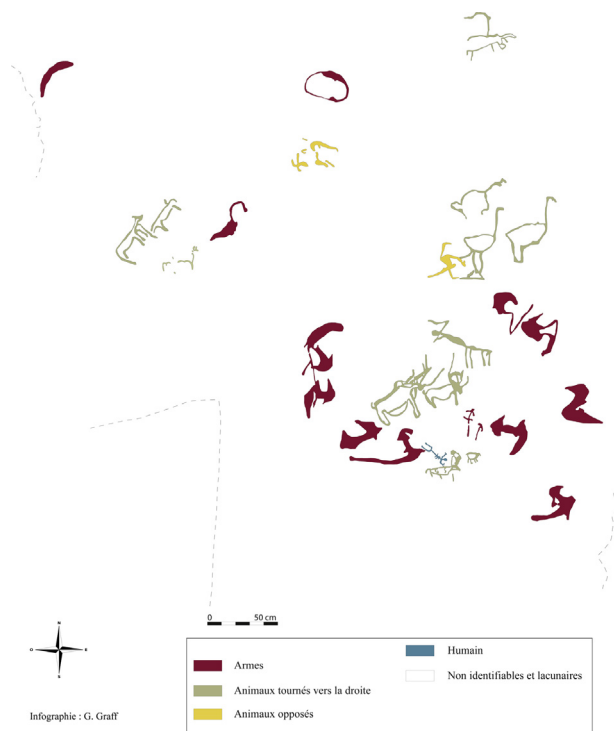 0 50 cm
N
O E
S
Armes
Animaux tournés vers la droite
Animaux opposés
Humain
Non identifiables et lacunaires
Infographie : G. Graff